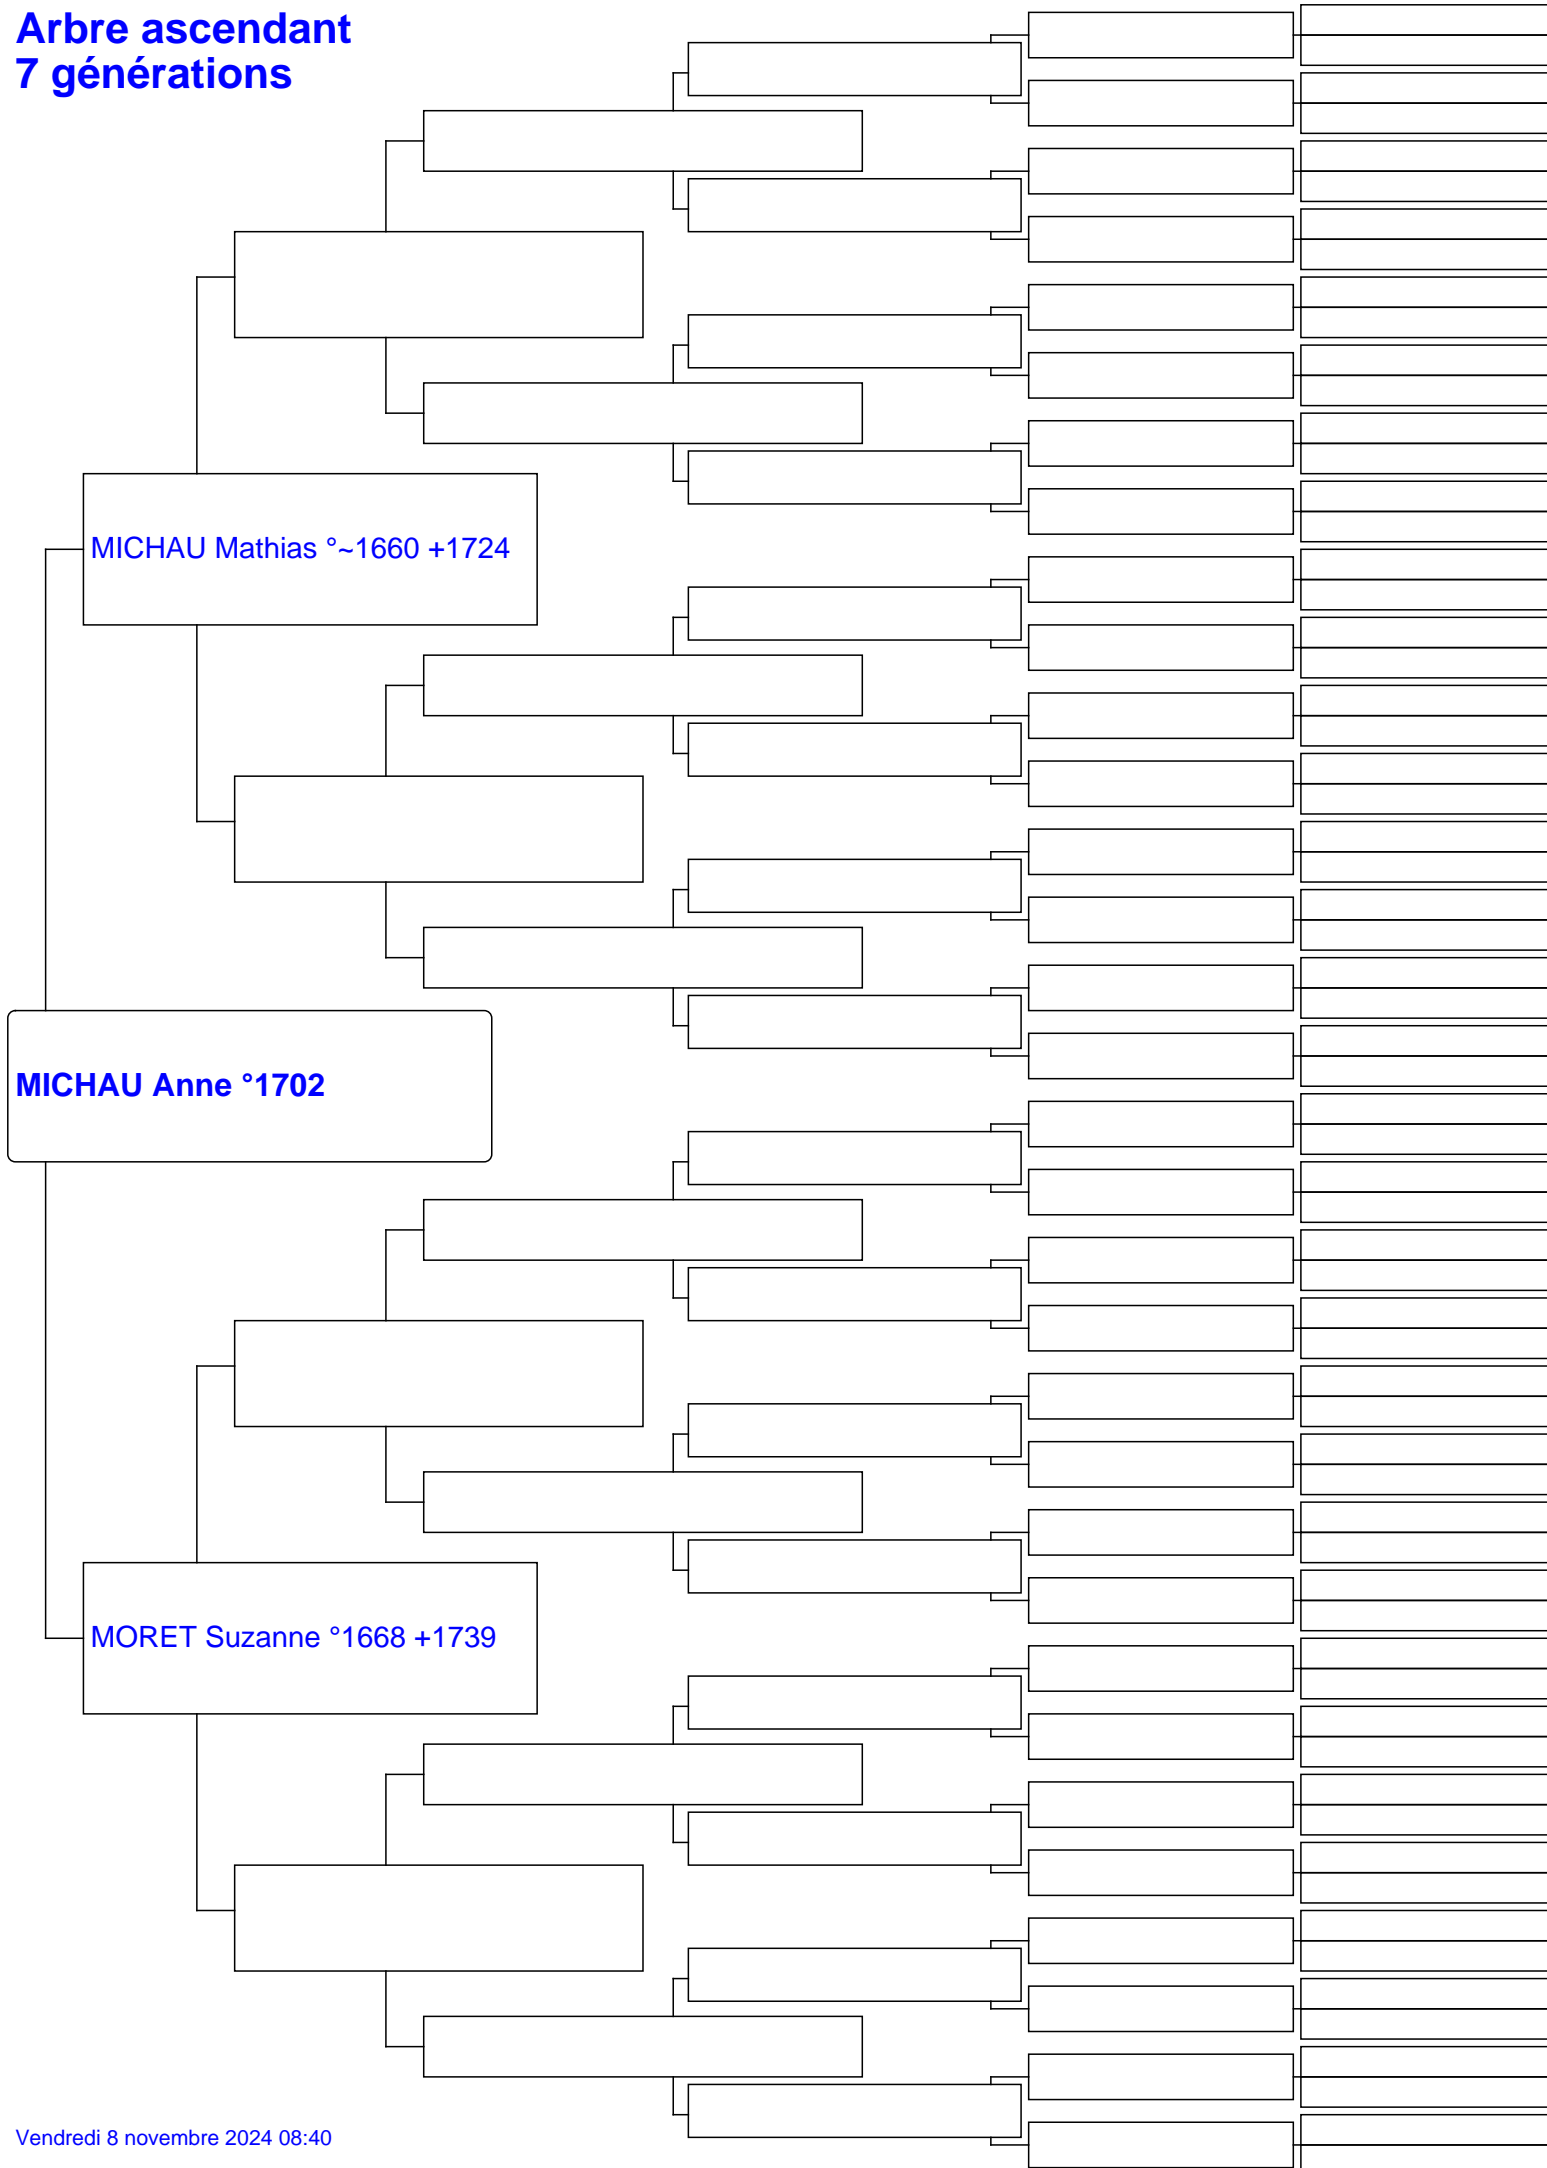 Arbre ascendant
7 générations
MICHAU Mathias °~1660 +1724
MICHAU Anne °1702
MORET Suzanne °1668 +1739
Vendredi 8 novembre 2024 08:40